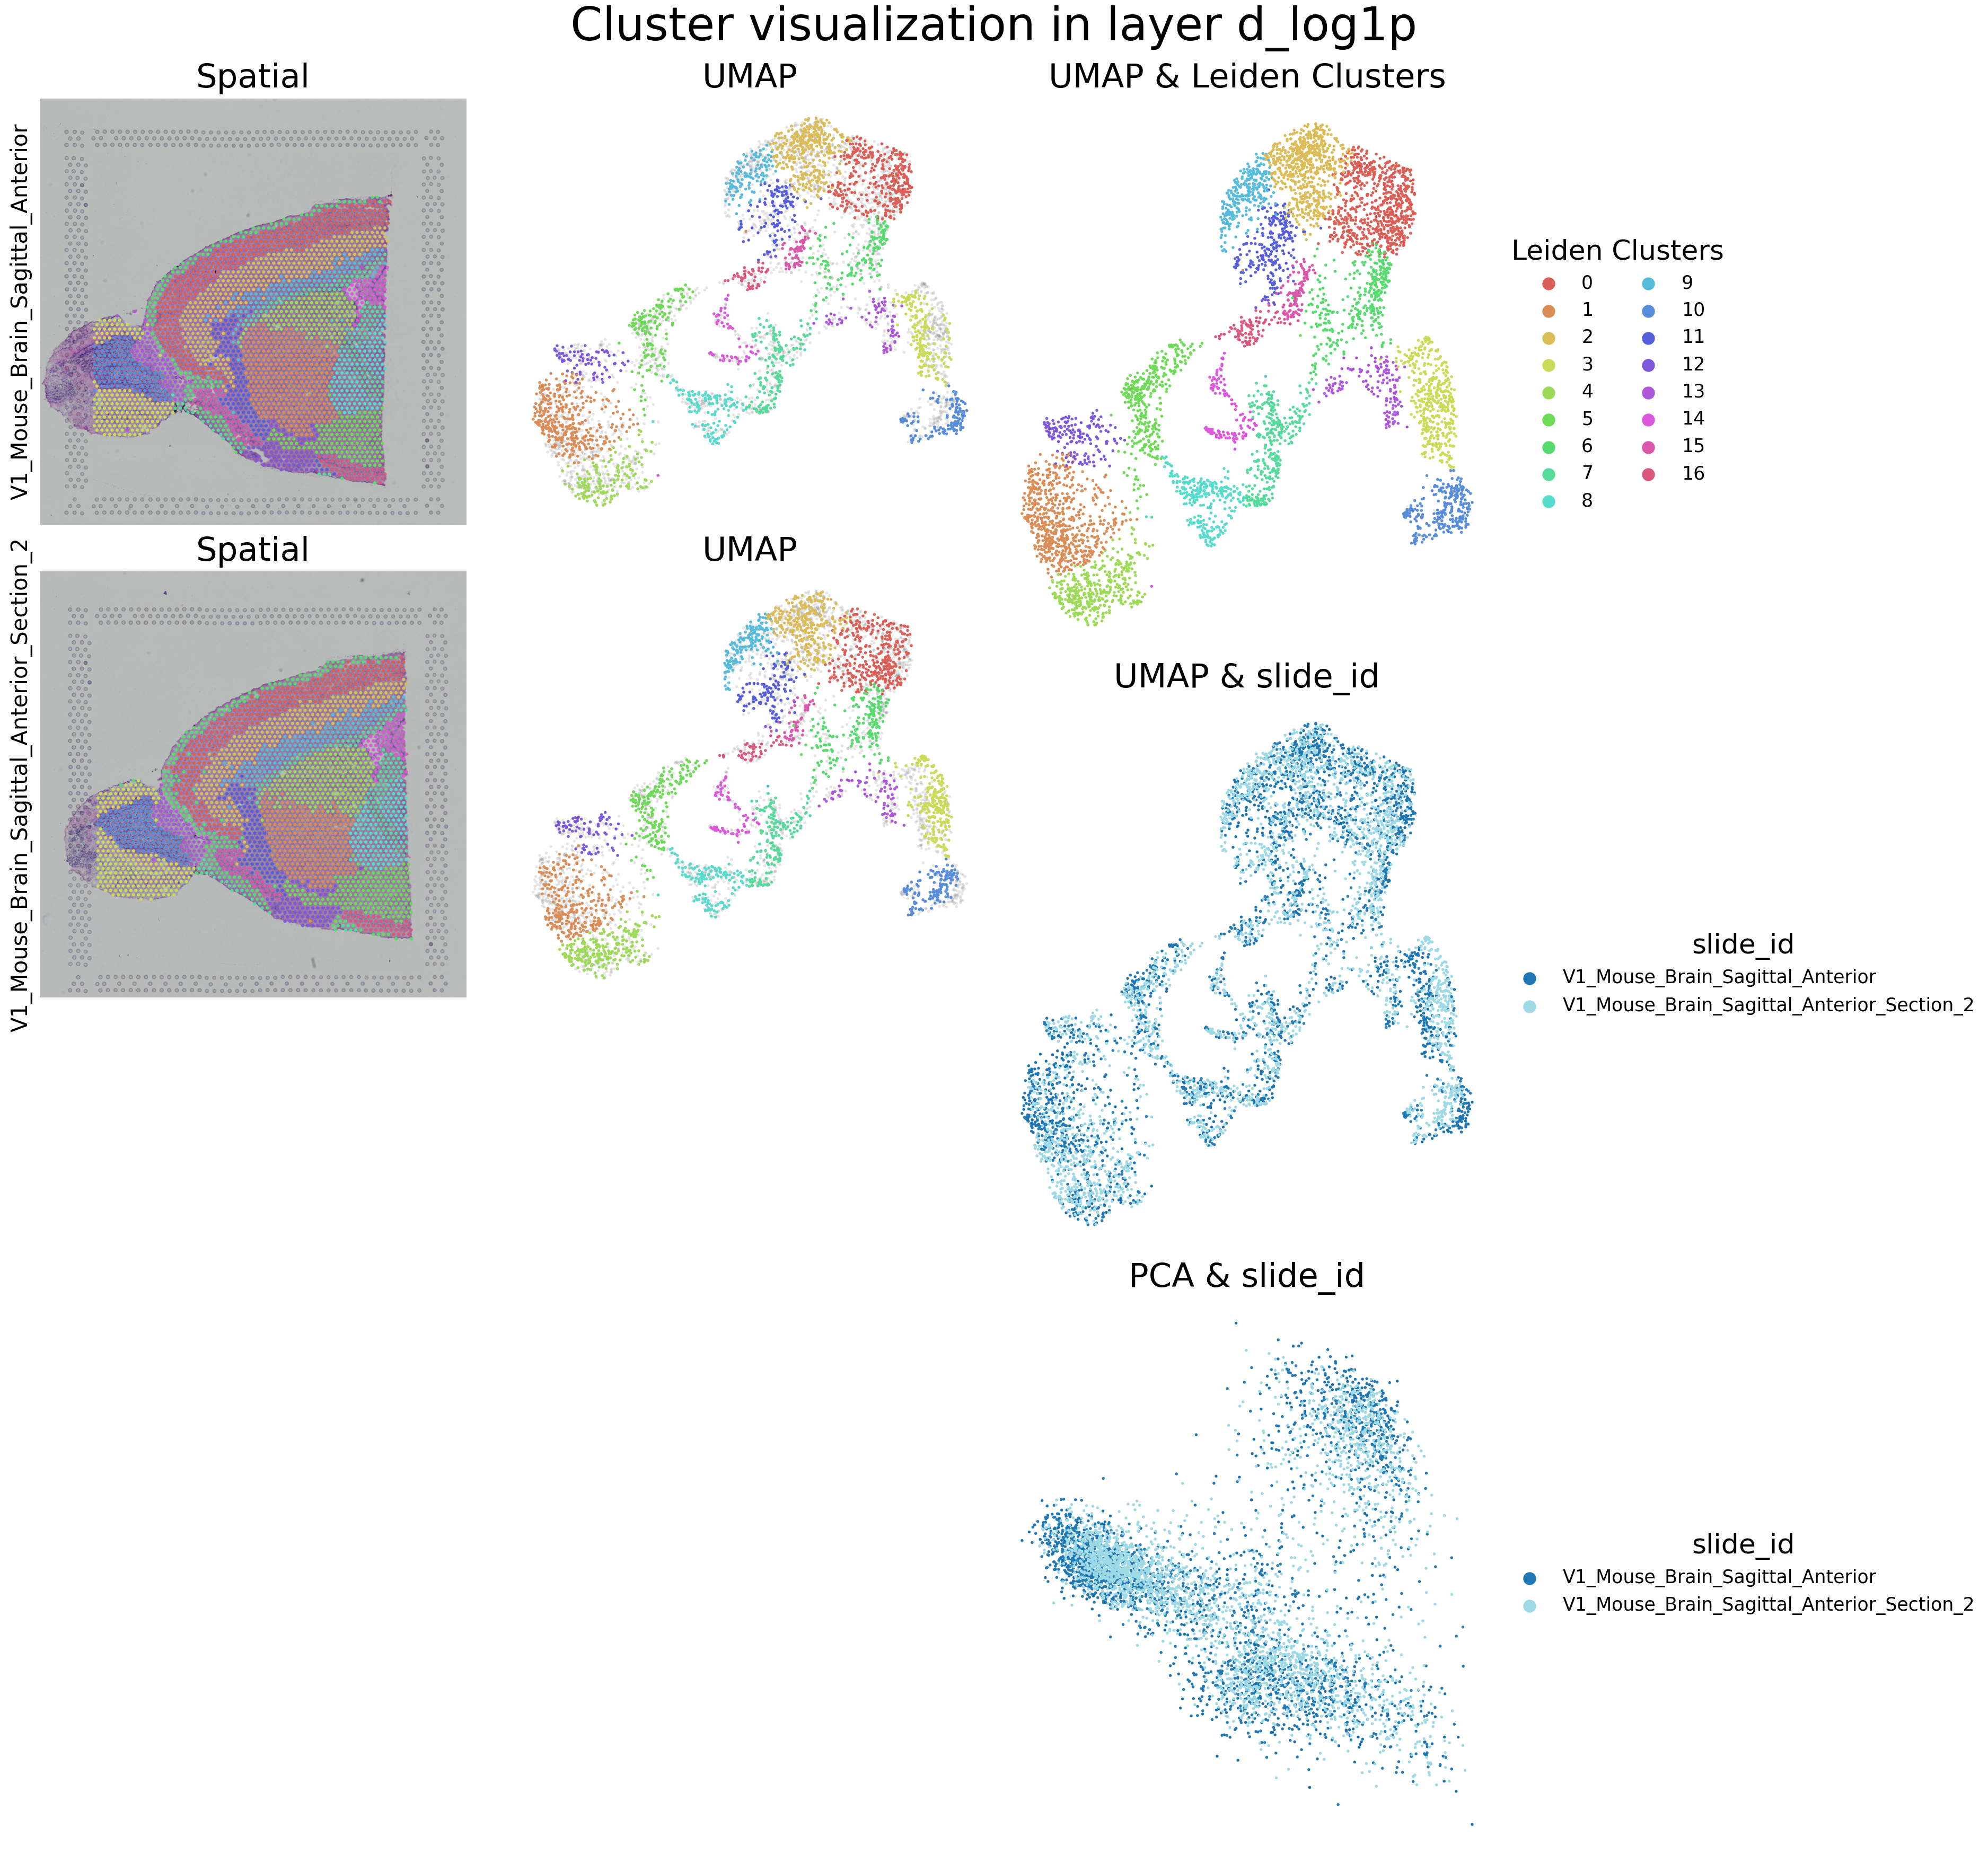 Cluster visualization in layer d_log1p
Spatial
UMAP
UMAP & Leiden Clusters
V1_Mouse_Brain_Sagittal_Anterior
Leiden Clusters
0
1
2
3
4
5
6
7
8
9
10
11
12
13
14
15
16
Spatial
UMAP
V1_Mouse_Brain_Sagittal_Anterior_Section_2
UMAP & slide_id
slide_id
V1_Mouse_Brain_Sagittal_Anterior
V1_Mouse_Brain_Sagittal_Anterior_Section_2
PCA & slide_id
slide_id
V1_Mouse_Brain_Sagittal_Anterior
V1_Mouse_Brain_Sagittal_Anterior_Section_2